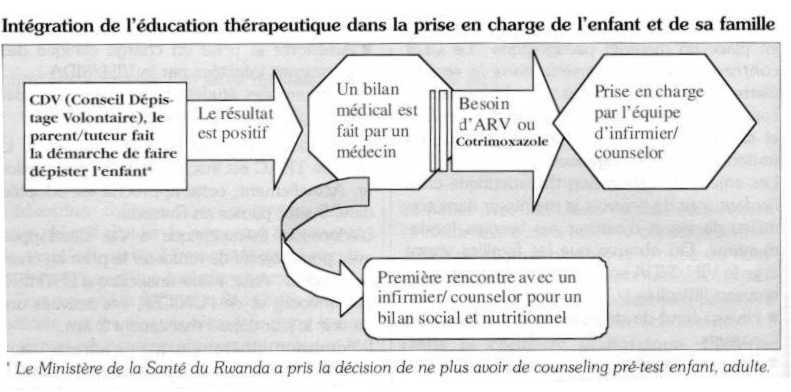 Intégration de l'éducation thérapeutique dans la prise en charge de l'enfant et de sa famille
CDV (Conseil Dépis-
tage Volontaire), le
parent/tuteur fait
la démarche de faire
dépister l'enfant*
Le résultat
est positif
Un bilan
médical est
fait par un
médecin
Besoin
d'ARV ou
Cotrimoxazole
Prise en charge
par l'équipe
d'infirmier/
counselor
Première rencontre avec un
infirmier/ counselor pour un
bilan social et nutritionnel
* Le Ministère de la Santé du Rwanda a pris la décision de ne plus avoir de counseling pré-test enfant, adulte.